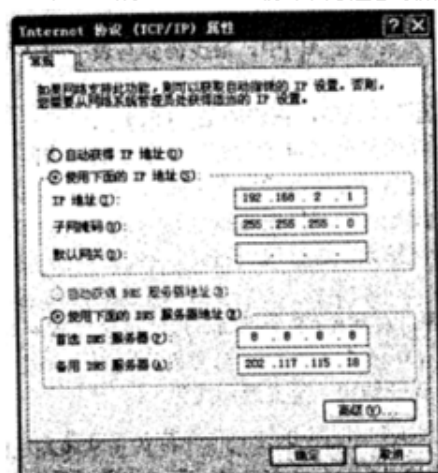 Internet 协议 (TCP/IP) 属性
常规
如果网络支持此功能，则可以获取自动指派的 IP 设置。否则，
您需要从网络系统管理员处获得适当的 IP 设置。
自动获得 IP 地址(O)
使用下面的 IP 地址(S):
IP 地址(I): 192 .168 . 2 . 1
子网掩码(U): 255 .255 .255 . 0
默认网关(D): . . .
自动获得 DNS 服务器地址(B)
使用下面的 DNS 服务器地址(E):
首选 DNS 服务器(P): 8 . 8 . 8 . 8
备用 DNS 服务器(A): 202 .117 .115 . 18
高级(V)...
确定 取消